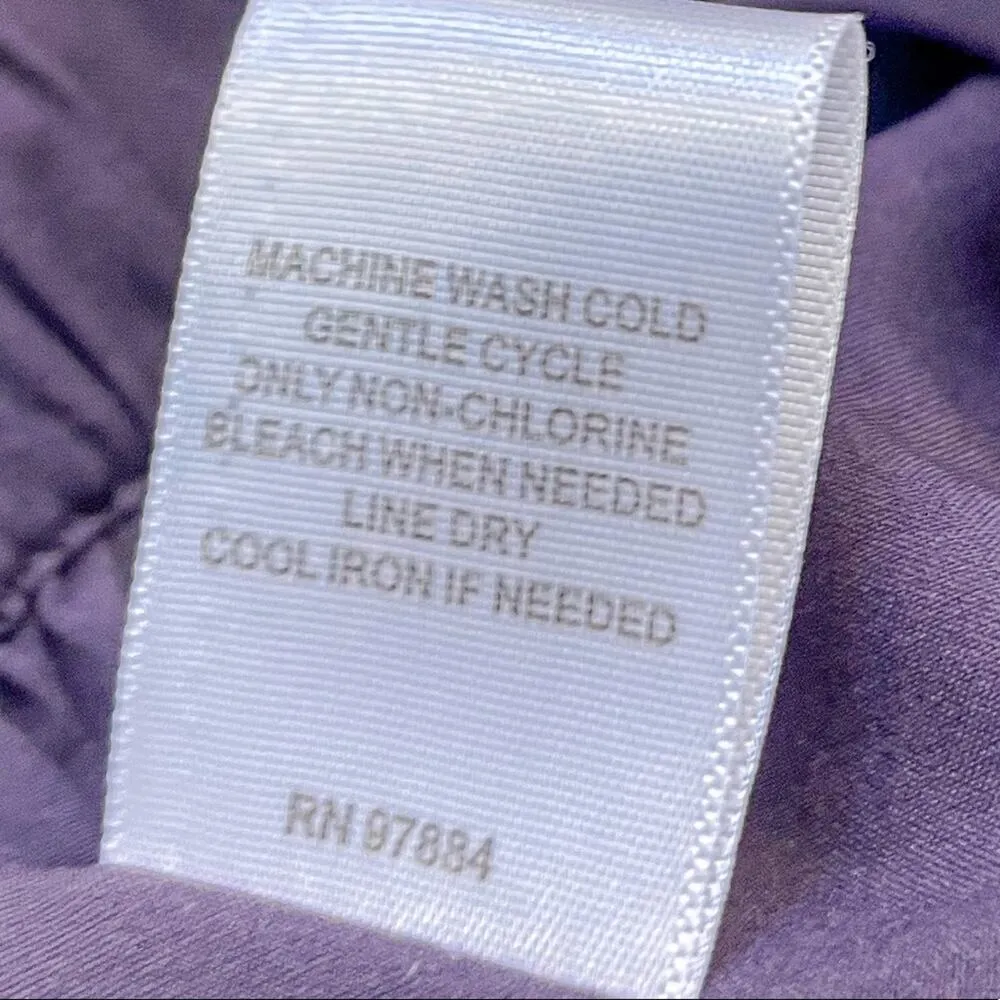 MACHINE WASH COLD
GENTLE CYCLE
ONLY NON-CHLORINE
BLEACH WHEN NEEDED
LINE DRY
COOL IRON IF NEEDED
RN 97884